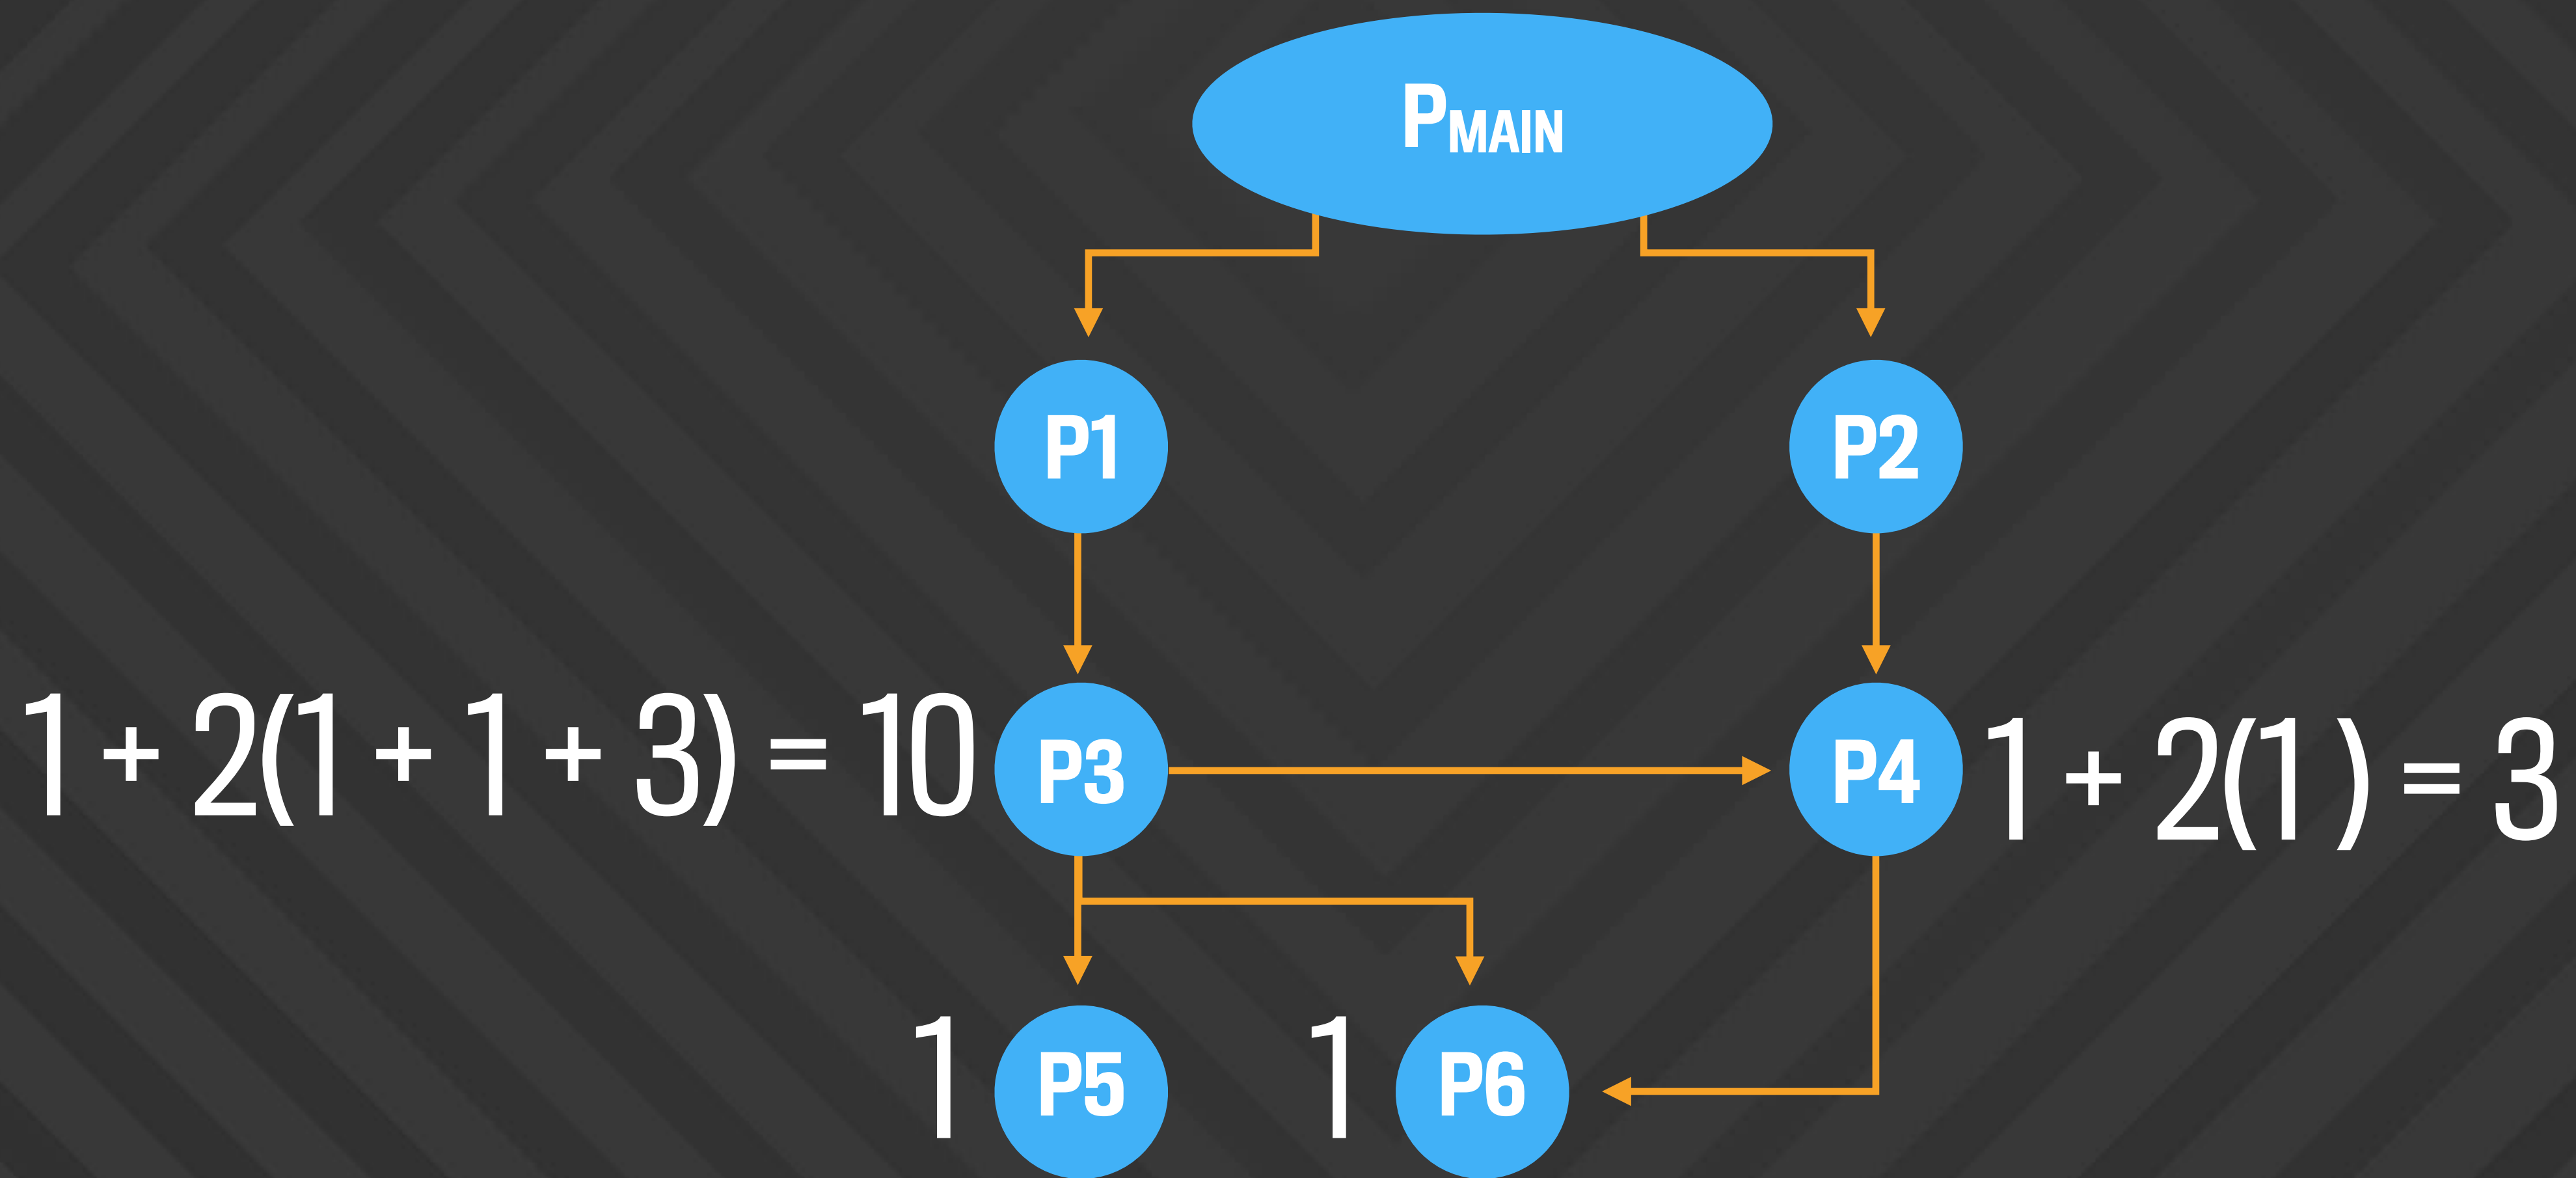 PMAIN
P1
P2
1 + 2(1 + 1 + 3) = 10
P3
P4
1 + 2(1 ) = 3
1
P5
1
P6